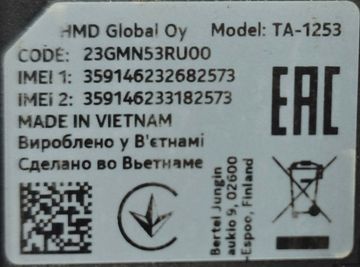 HMD Global Oy Model: TA-1253
CODE: 23GMN53RU00
IMEI 1: 359146232682573
IMEI 2: 359146233182573
MADE IN VIETNAM
Вироблено у В'єтнамі
Сделано во Вьетнаме
EAC
Bertel Jungin
aukio 9, 02600
Espoo, Finland